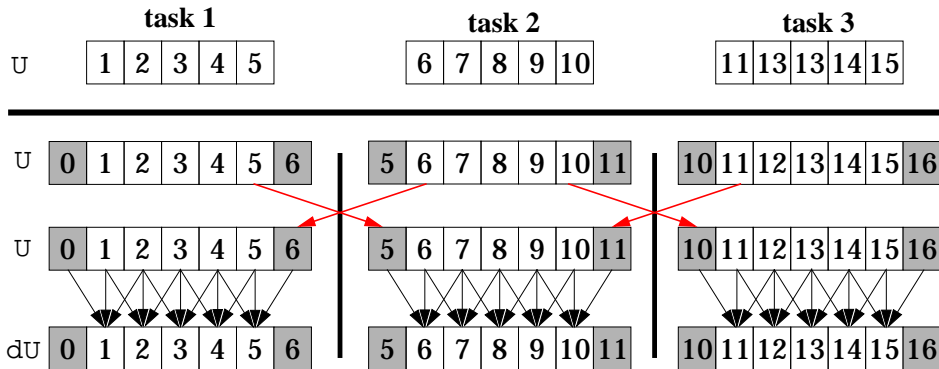 task 1 task 2 task 3
U 1 2 3 4 5 6 7 8 9 10 11 13 13 14 15
U 0 1 2 3 4 5 6 5 6 7 8 9 10 11 10 11 12 13 14 15 16
U 0 1 2 3 4 5 6 5 6 7 8 9 10 11 10 11 12 13 14 15 16
dU 0 1 2 3 4 5 6 5 6 7 8 9 10 11 10 11 12 13 14 15 16